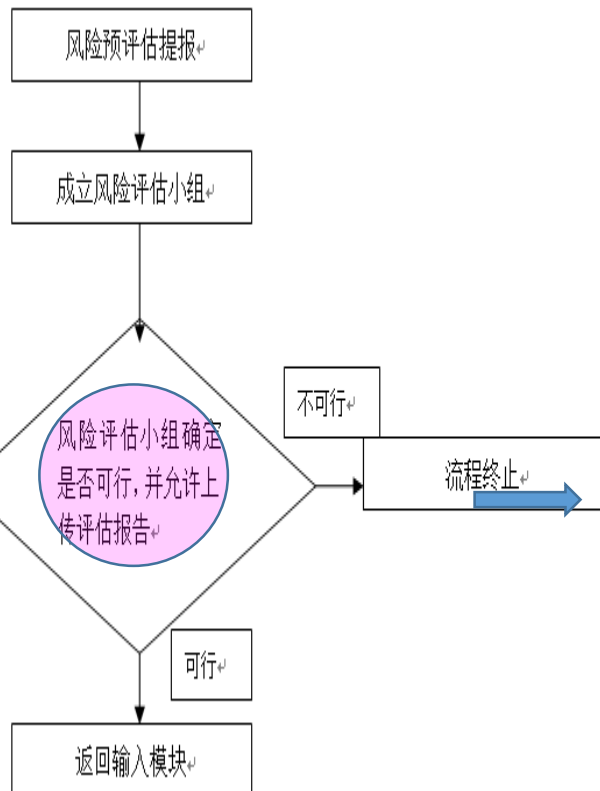 风险预评估提报
成立风险评估小组
风险评估小组确定
是否可行,并允许上
传评估报告
不可行
流程终止
可行
返回输入模块